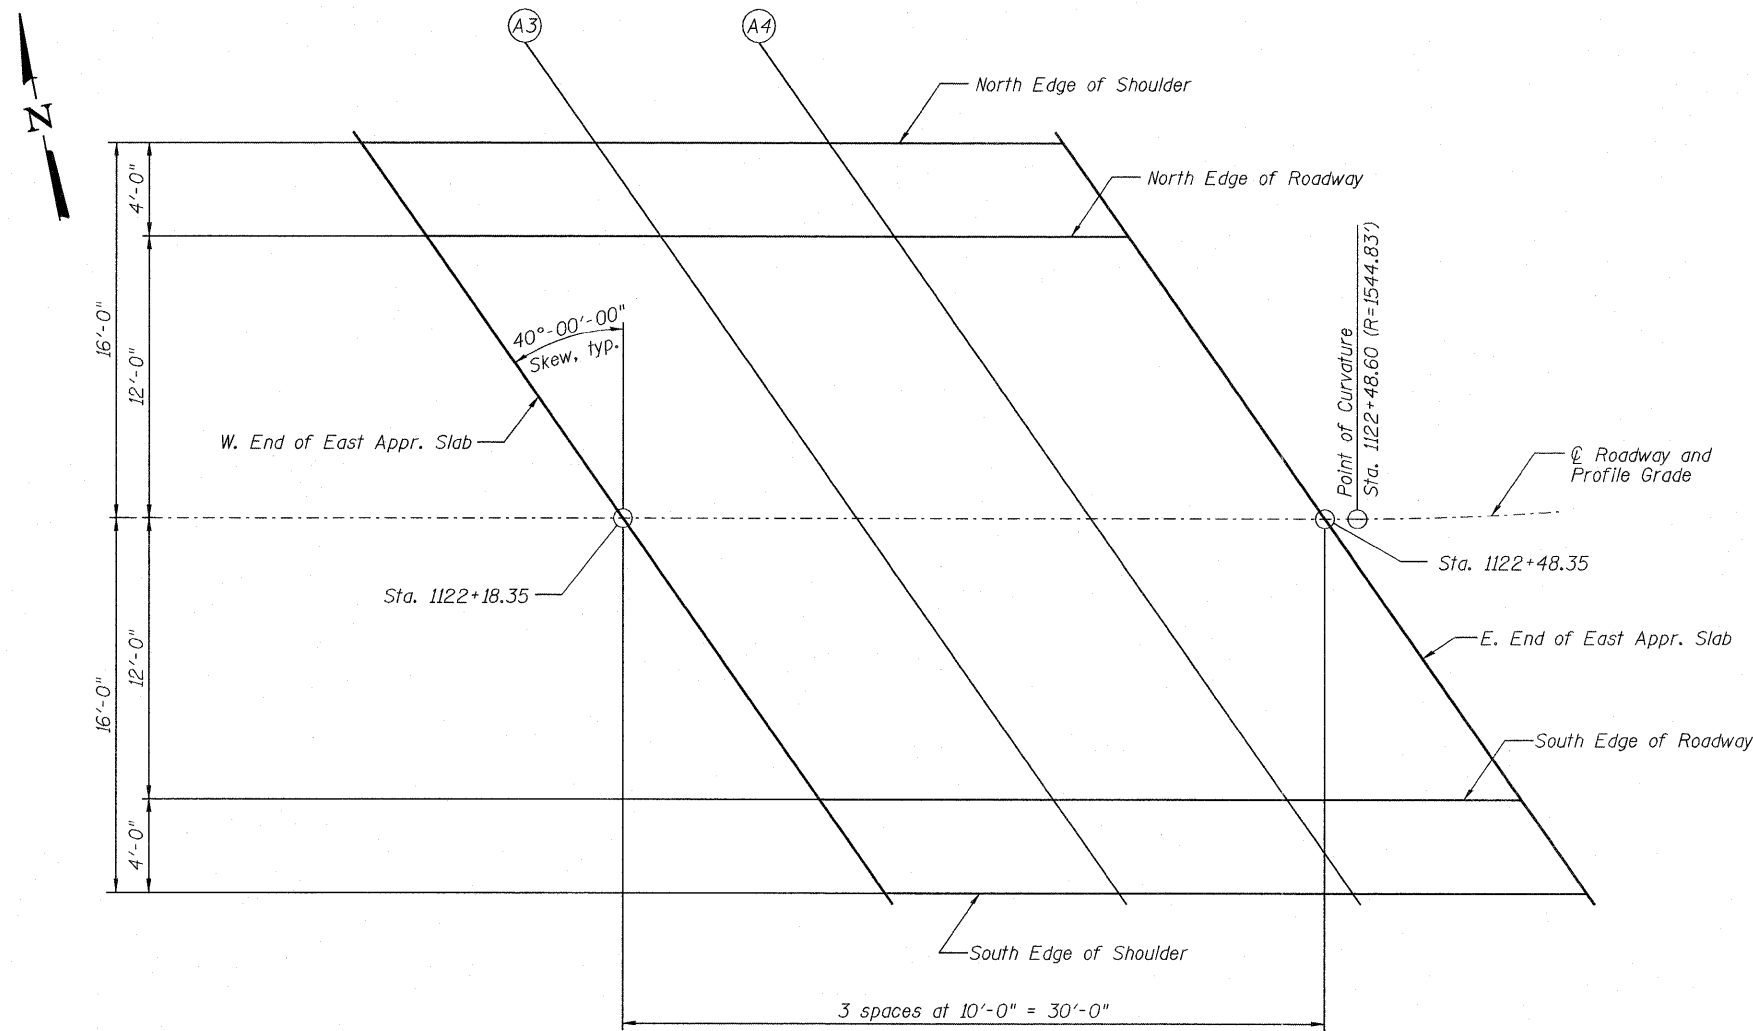 A3
A4
North Edge of Shoulder
North Edge of Roadway
N
4'-0"
12'-0"
16'-0"
40°-00'-00"
Skew, typ.
Point of Curvature
Sta. 1122+48.60 (R=1544.83')
W. End of East Appr. Slab
℄ Roadway and
Profile Grade
Sta. 1122+18.35
Sta. 1122+48.35
E. End of East Appr. Slab
12'-0"
16'-0"
South Edge of Roadway
4'-0"
South Edge of Shoulder
3 spaces at 10'-0" = 30'-0"